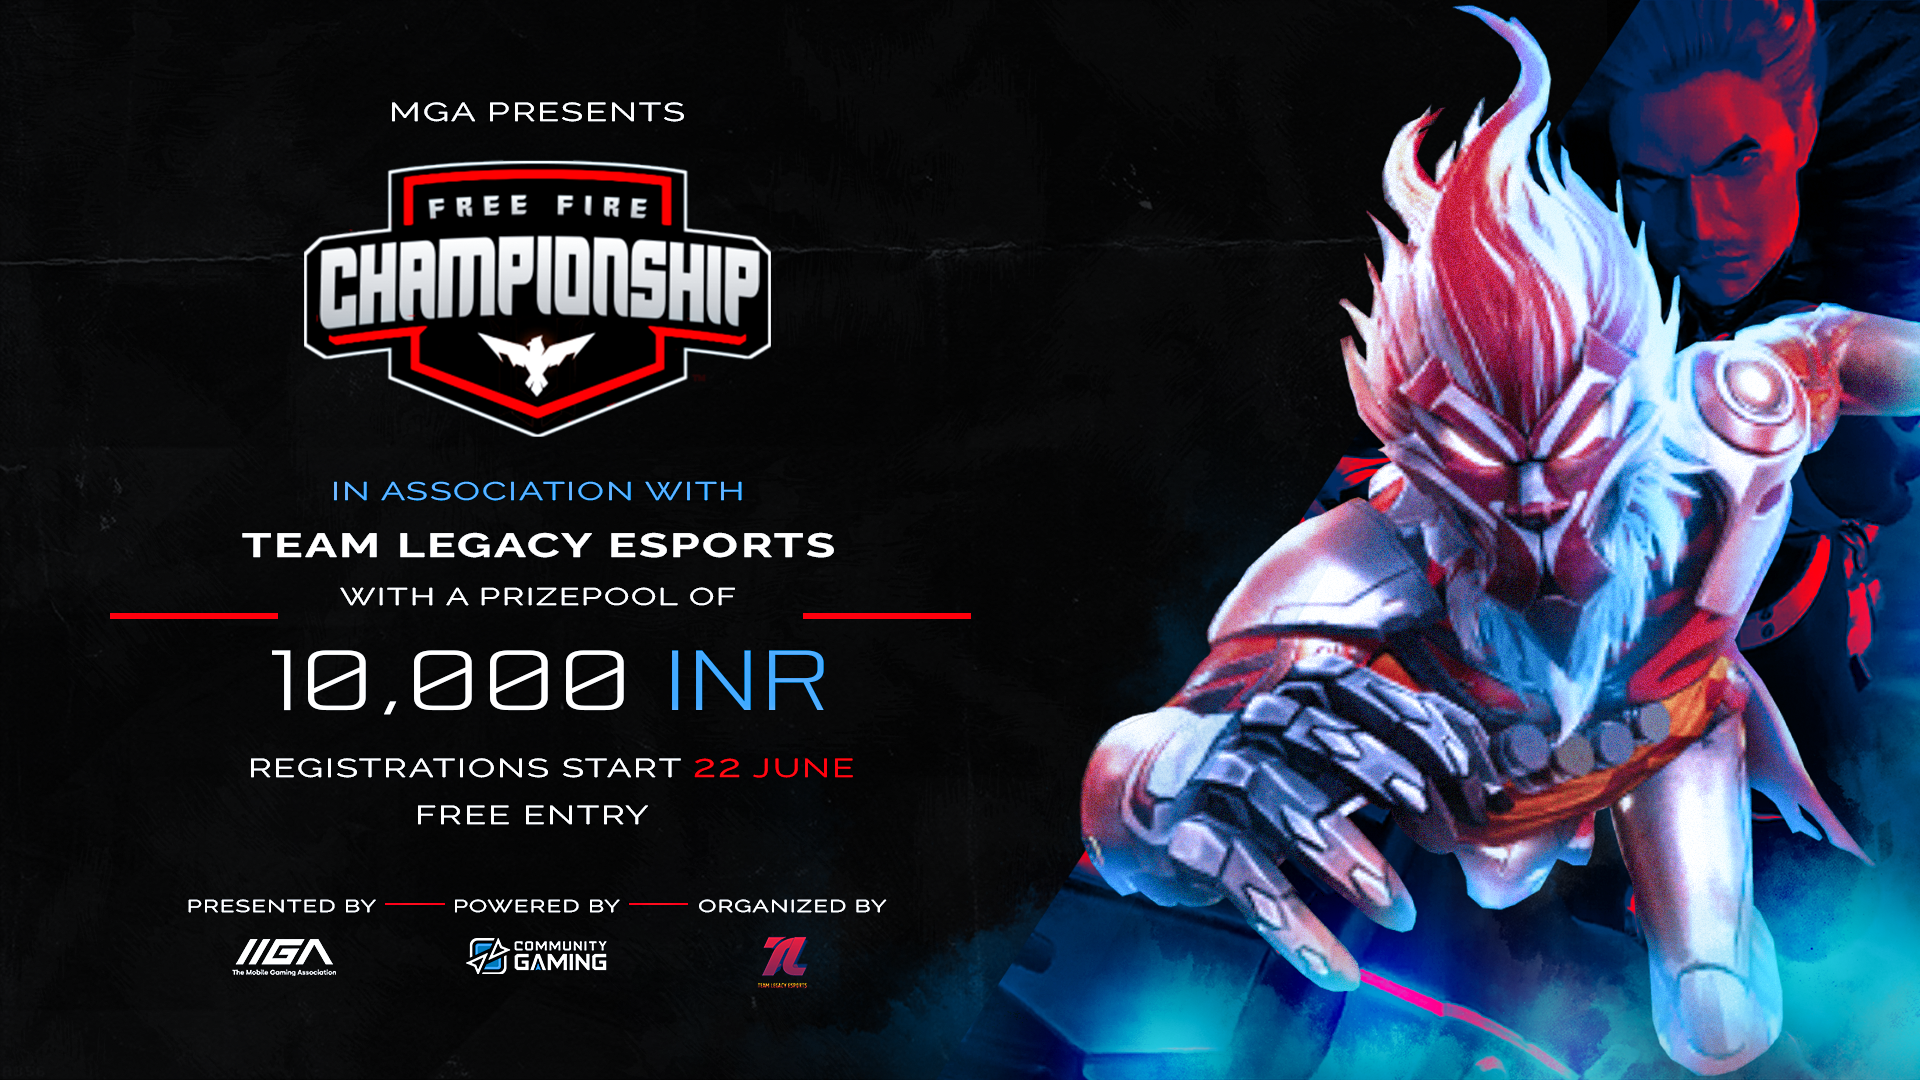 MGA PRESENTS
FREE FIRE
CHAMPIONSHIP
IN ASSOCIATION WITH
TEAM LEGACY ESPORTS
WITH A PRIZEPOOL OF
10,000 INR
REGISTRATIONS START 22 JUNE
FREE ENTRY
PRESENTED BY
The Mobile Gaming Association
POWERED BY
COMMUNITY
GAMING
ORGANIZED BY
TEAM LEGACY ESPORTS